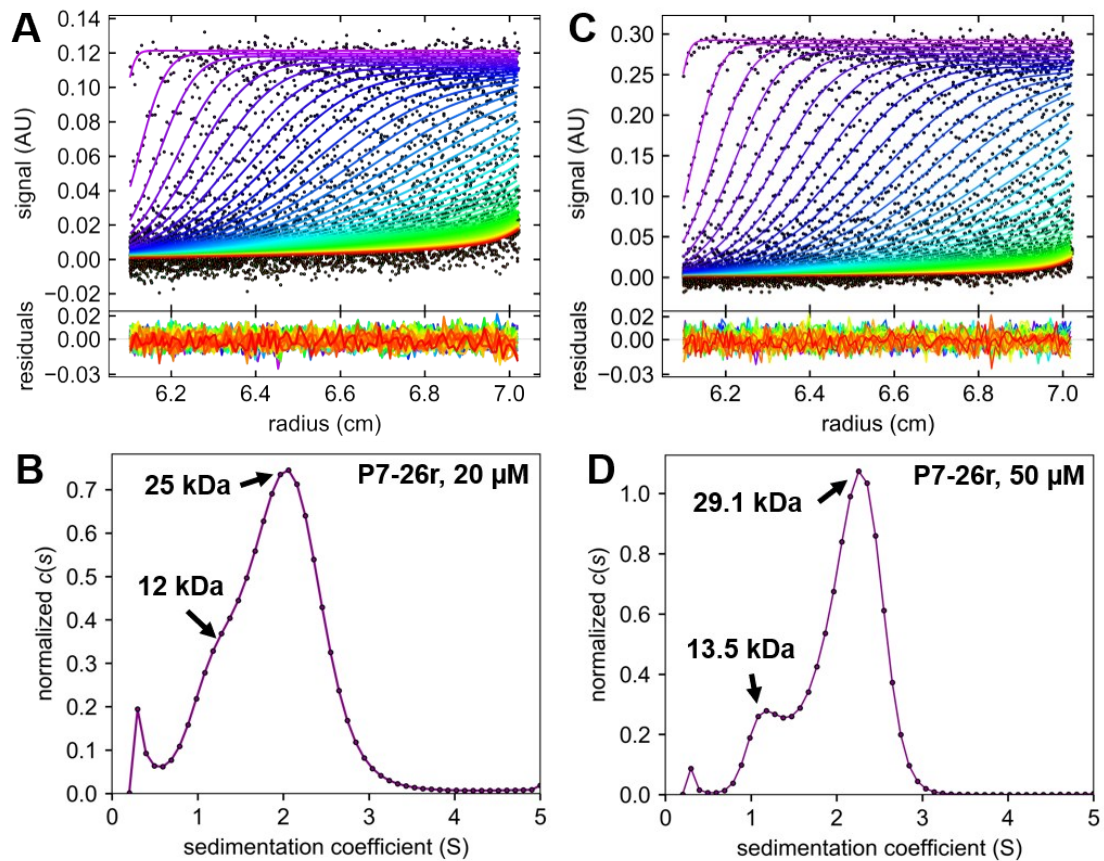 A
0.14
0.12
0.10
0.08
0.06
0.04
0.02
0.00
−0.02
signal (AU)
0.02
0.00
−0.03
residuals
6.2 6.4 6.6 6.8 7.0
radius (cm)
C
0.30
0.25
0.20
0.15
0.10
0.05
0.00
signal (AU)
0.02
0.00
−0.03
residuals
6.2 6.4 6.6 6.8 7.0
radius (cm)
B
P7-26r, 20 µM
25 kDa
12 kDa
0.7
0.6
0.5
0.4
0.3
0.2
0.1
0.0
normalized c(s)
0 1 2 3 4 5
sedimentation coefficient (S)
D
P7-26r, 50 µM
29.1 kDa
13.5 kDa
1.0
0.8
0.6
0.4
0.2
0.0
normalized c(s)
0 1 2 3 4 5
sedimentation coefficient (S)